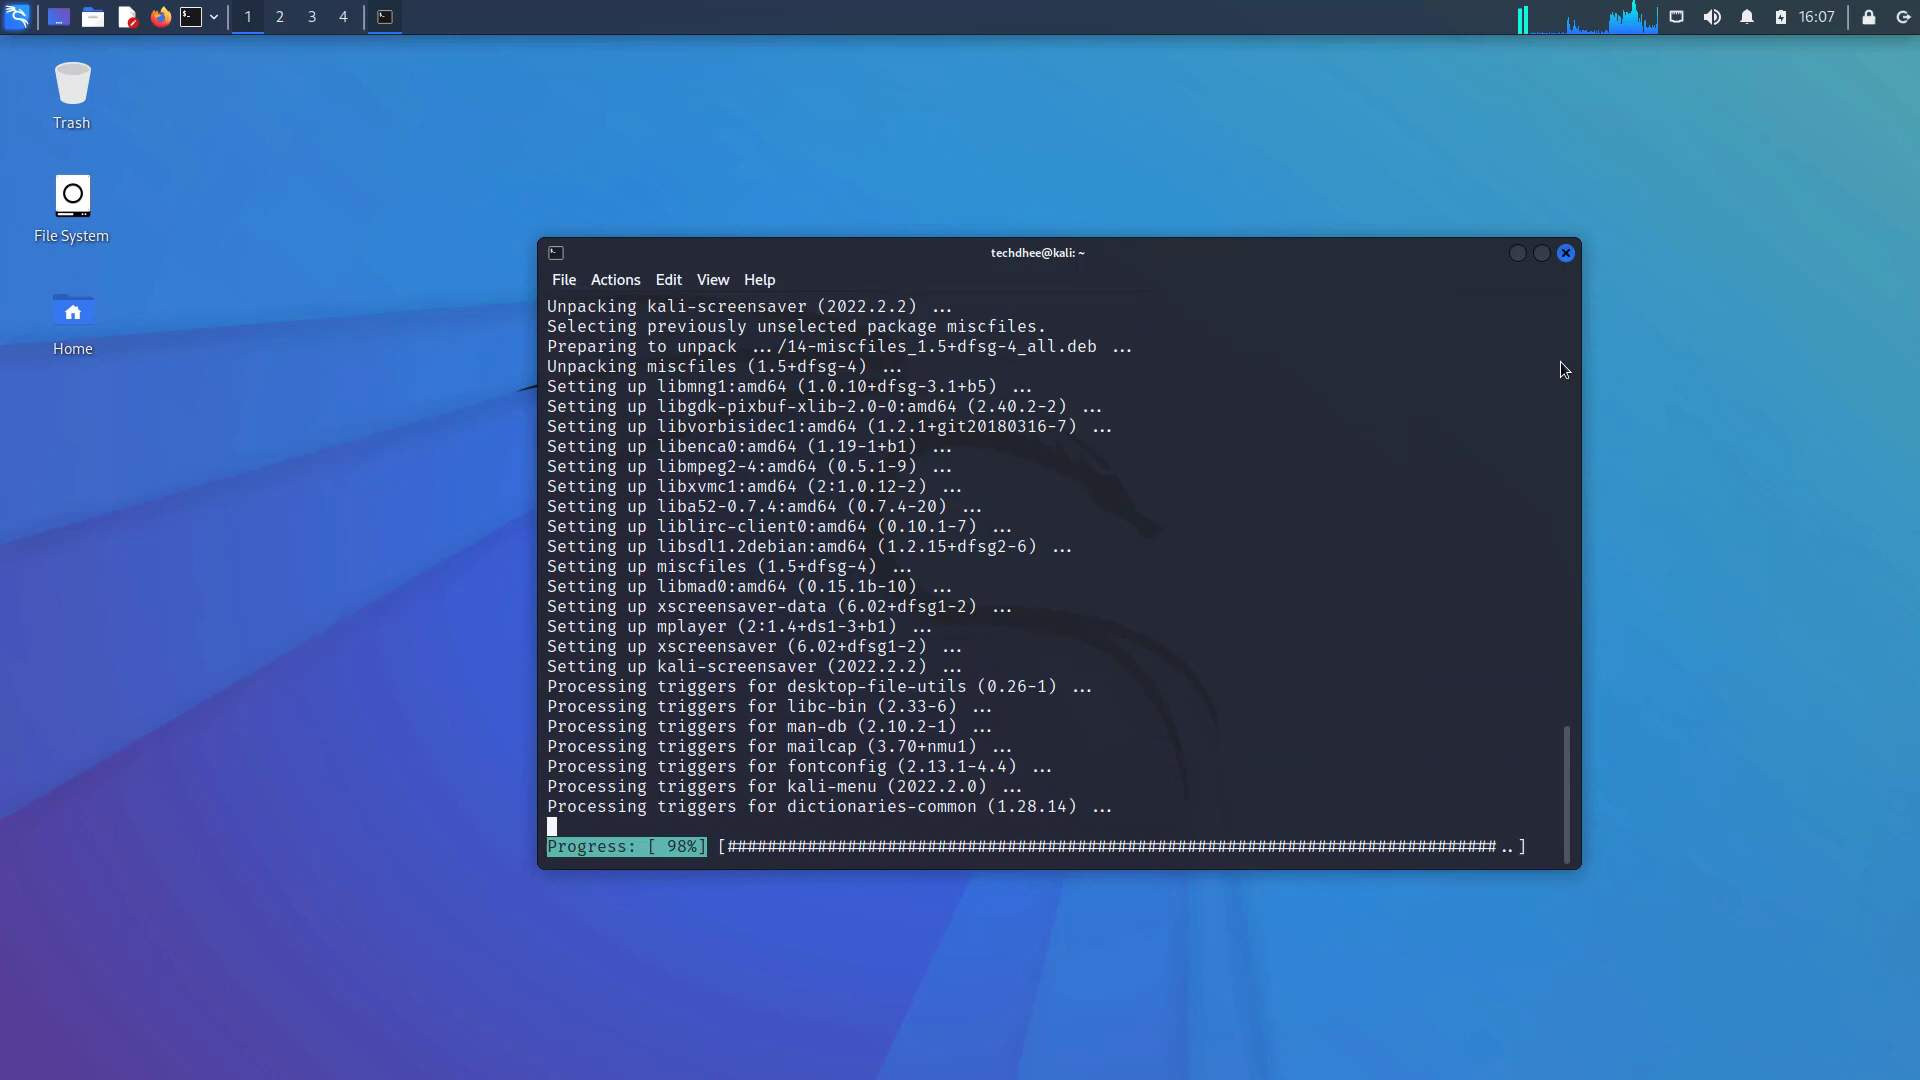 1 2 3 4
16:07
Trash
File System
Home
techdhee@kali: ~
File Actions Edit View Help
Unpacking kali-screensaver (2022.2.2) ...
Selecting previously unselected package miscfiles.
Preparing to unpack .../14-miscfiles_1.5+dfsg-4_all.deb ...
Unpacking miscfiles (1.5+dfsg-4) ...
Setting up libmng1:amd64 (1.0.10+dfsg-3.1+b5) ...
Setting up libgdk-pixbuf-xlib-2.0-0:amd64 (2.40.2-2) ...
Setting up libvorbisidec1:amd64 (1.2.1+git20180316-7) ...
Setting up libenca0:amd64 (1.19-1+b1) ...
Setting up libmpeg2-4:amd64 (0.5.1-9) ...
Setting up libxvmc1:amd64 (2:1.0.12-2) ...
Setting up liba52-0.7.4:amd64 (0.7.4-20) ...
Setting up liblirc-client0:amd64 (0.10.1-7) ...
Setting up libsdl1.2debian:amd64 (1.2.15+dfsg2-6) ...
Setting up miscfiles (1.5+dfsg-4) ...
Setting up libmad0:amd64 (0.15.1b-10) ...
Setting up xscreensaver-data (6.02+dfsg1-2) ...
Setting up mplayer (2:1.4+ds1-3+b1) ...
Setting up xscreensaver (6.02+dfsg1-2) ...
Setting up kali-screensaver (2022.2.2) ...
Processing triggers for desktop-file-utils (0.26-1) ...
Processing triggers for libc-bin (2.33-6) ...
Processing triggers for man-db (2.10.2-1) ...
Processing triggers for mailcap (3.70+nmu1) ...
Processing triggers for fontconfig (2.13.1-4.4) ...
Processing triggers for kali-menu (2022.2.0) ...
Processing triggers for dictionaries-common (1.28.14) ...
Progress: [ 98%] [#############################################################################..]